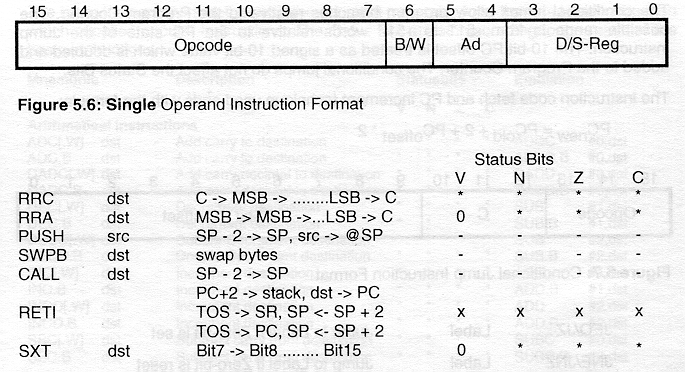 15 14 13 12 11 10 9 8 7 6 5 4 3 2 1 0
Opcode B/W Ad D/S-Reg
Figure 5.6: Single Operand Instruction Format
Status Bits
V N Z C
RRC dst C -> MSB -> ........LSB -> C * * * *
RRA dst MSB -> MSB ->...LSB -> C 0 * * *
PUSH src SP - 2 -> SP, src -> @SP - - - -
SWPB dst swap bytes - - - -
CALL dst SP - 2 -> SP - - - -
PC+2 -> stack, dst -> PC
RETI TOS -> SR, SP <- SP + 2 x x x x
TOS -> PC, SP <- SP + 2
SXT dst Bit7 -> Bit8 ........ Bit15 0 * * *